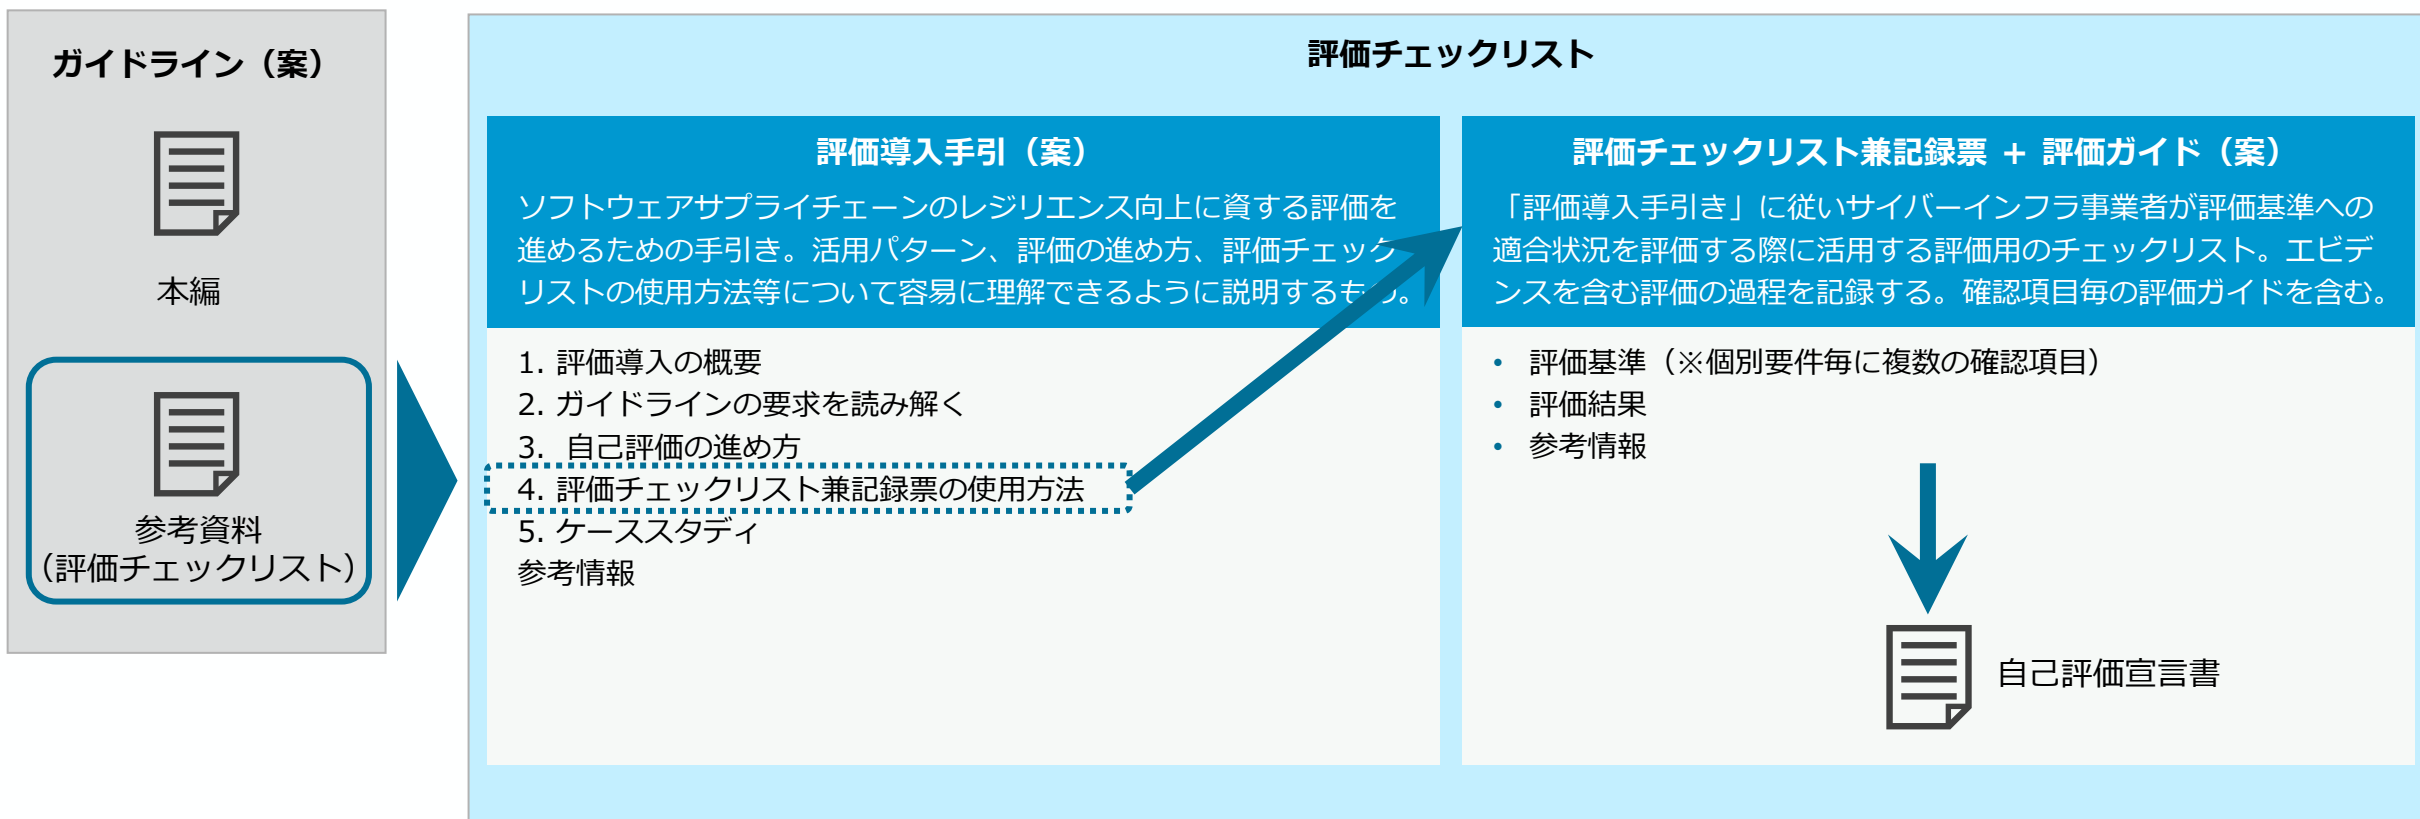 ガイドライン（案）
本編
参考資料
（評価チェックリスト）
評価チェックリスト
評価導入手引（案）
ソフトウェアサプライチェーンのレジリエンス向上に資する評価を
進めるための手引き。活用パターン、評価の進め方、評価チェック
リストの使用方法等について容易に理解できるように説明するもの。
1. 評価導入の概要
2. ガイドラインの要求を読み解く
3. 自己評価の進め方
4. 評価チェックリスト兼記録票の使用方法
5. ケーススタディ
参考情報
評価チェックリスト兼記録票 + 評価ガイド（案）
「評価導入手引き」に従いサイバーインフラ事業者が評価基準への
適合状況を評価する際に活用する評価用のチェックリスト。エビデ
ンスを含む評価の過程を記録する。確認項目毎の評価ガイドを含む。
• 評価基準（※個別要件毎に複数の確認項目）
• 評価結果
• 参考情報
自己評価宣言書